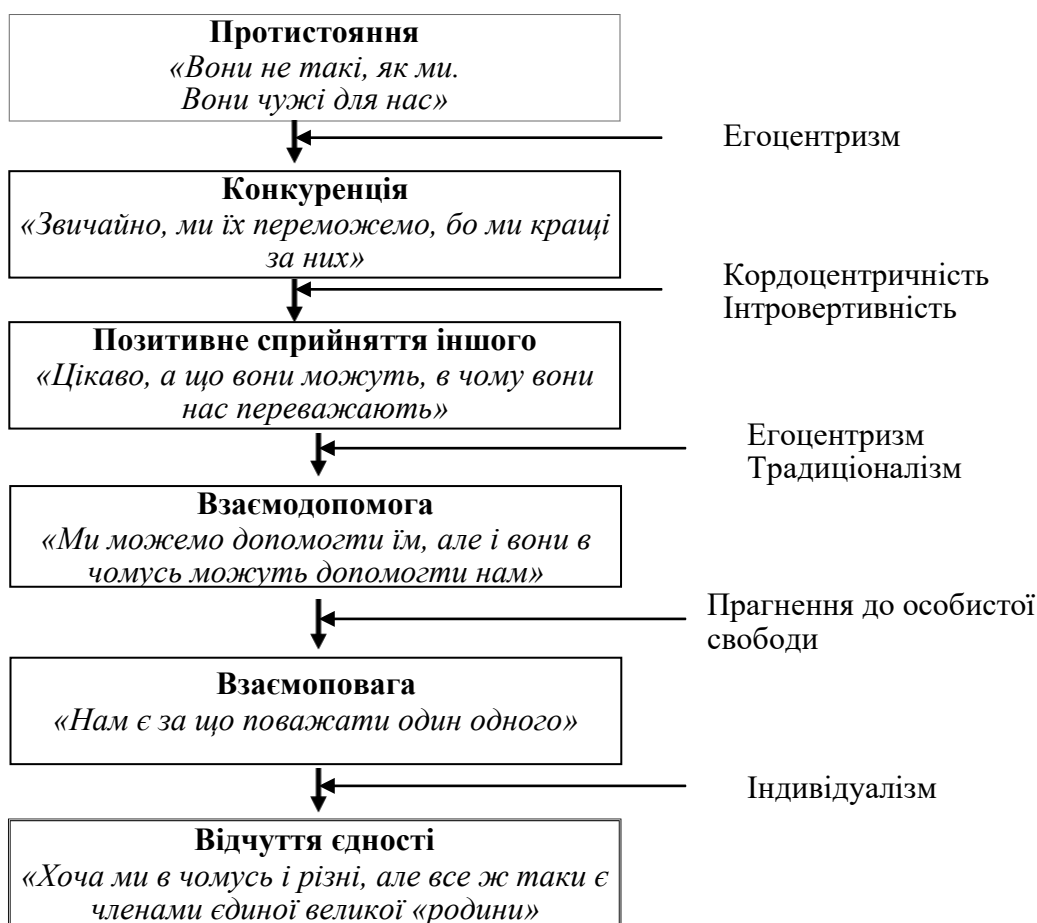 Протистояння
«Вони не такі, як ми.
Вони чужі для нас»
Егоцентризм
Конкуренція
«Звичайно, ми їх переможемо, бо ми кращі
за них»
Кордоцентричність
Інтровертивність
Позитивне сприйняття іншого
«Цікаво, а що вони можуть, в чому вони
нас переважають»
Егоцентризм
Традиціоналізм
Взаємодопомога
«Ми можемо допомогти їм, але і вони в
чомусь можуть допомогти нам»
Прагнення до особистої
свободи
Взаємоповага
«Нам є за що поважати один одного»
Індивідуалізм
Відчуття єдності
«Хоча ми в чомусь і різні, але все ж таки є
членами єдиної великої «родини»